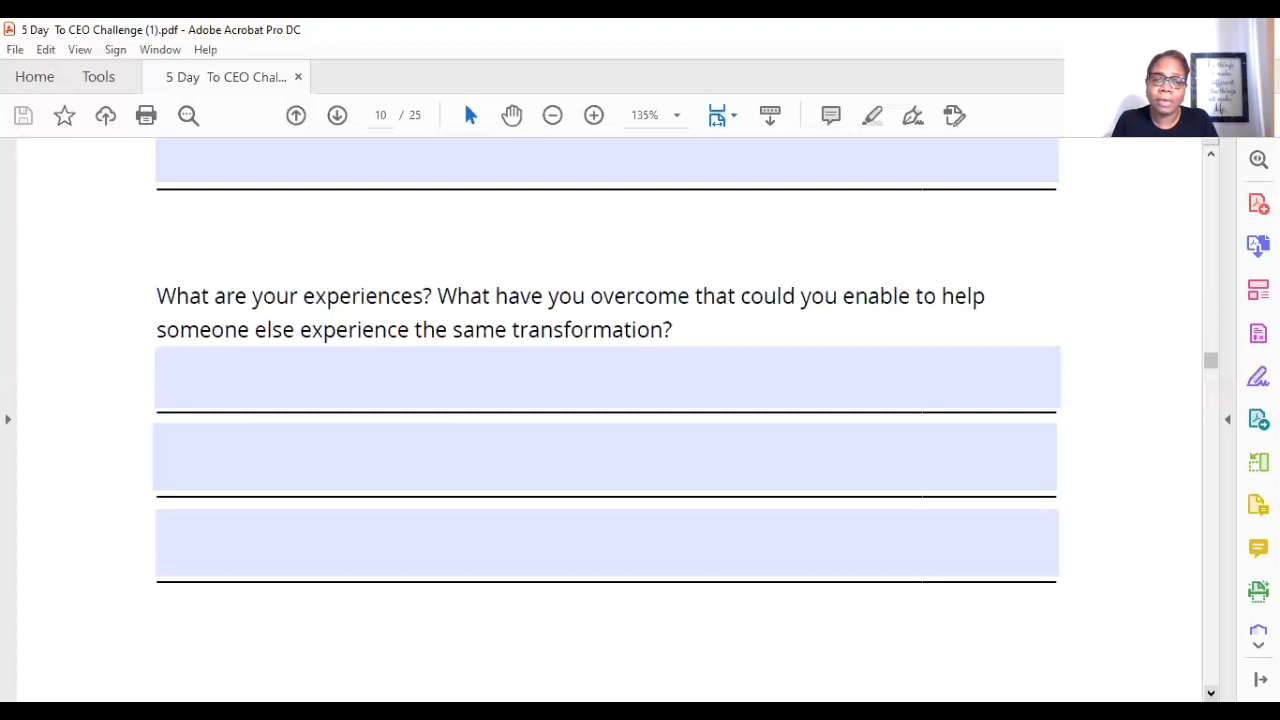 5 Day  To CEO Challenge (1).pdf - Adobe Acrobat Pro DC
File Edit View Sign Window Help
Home Tools 5 Day  To CEO Chal... ×
10 / 25 135%
What are your experiences? What have you overcome that could you enable to help
someone else experience the same transformation?